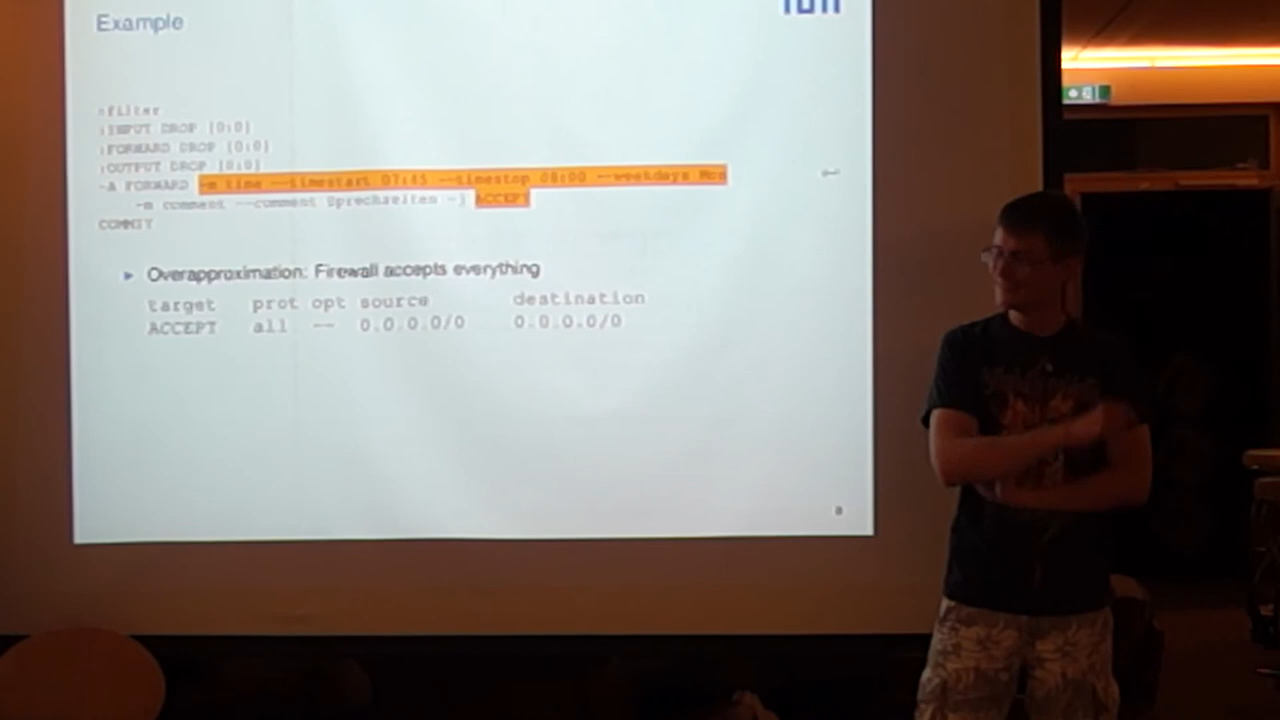 Example
TUM
*filter
:INPUT DROP [0:0]
:FORWARD DROP [0:0]
:OUTPUT DROP [0:0]
-A FORWARD -m time --timestart 07:45 --timestop 08:00 --weekdays Mon ↩
-m comment --comment Sprechzeiten -j ACCEPT
COMMIT
▶ Overapproximation: Firewall accepts everything
target prot opt source destination
ACCEPT all -- 0.0.0.0/0 0.0.0.0/0